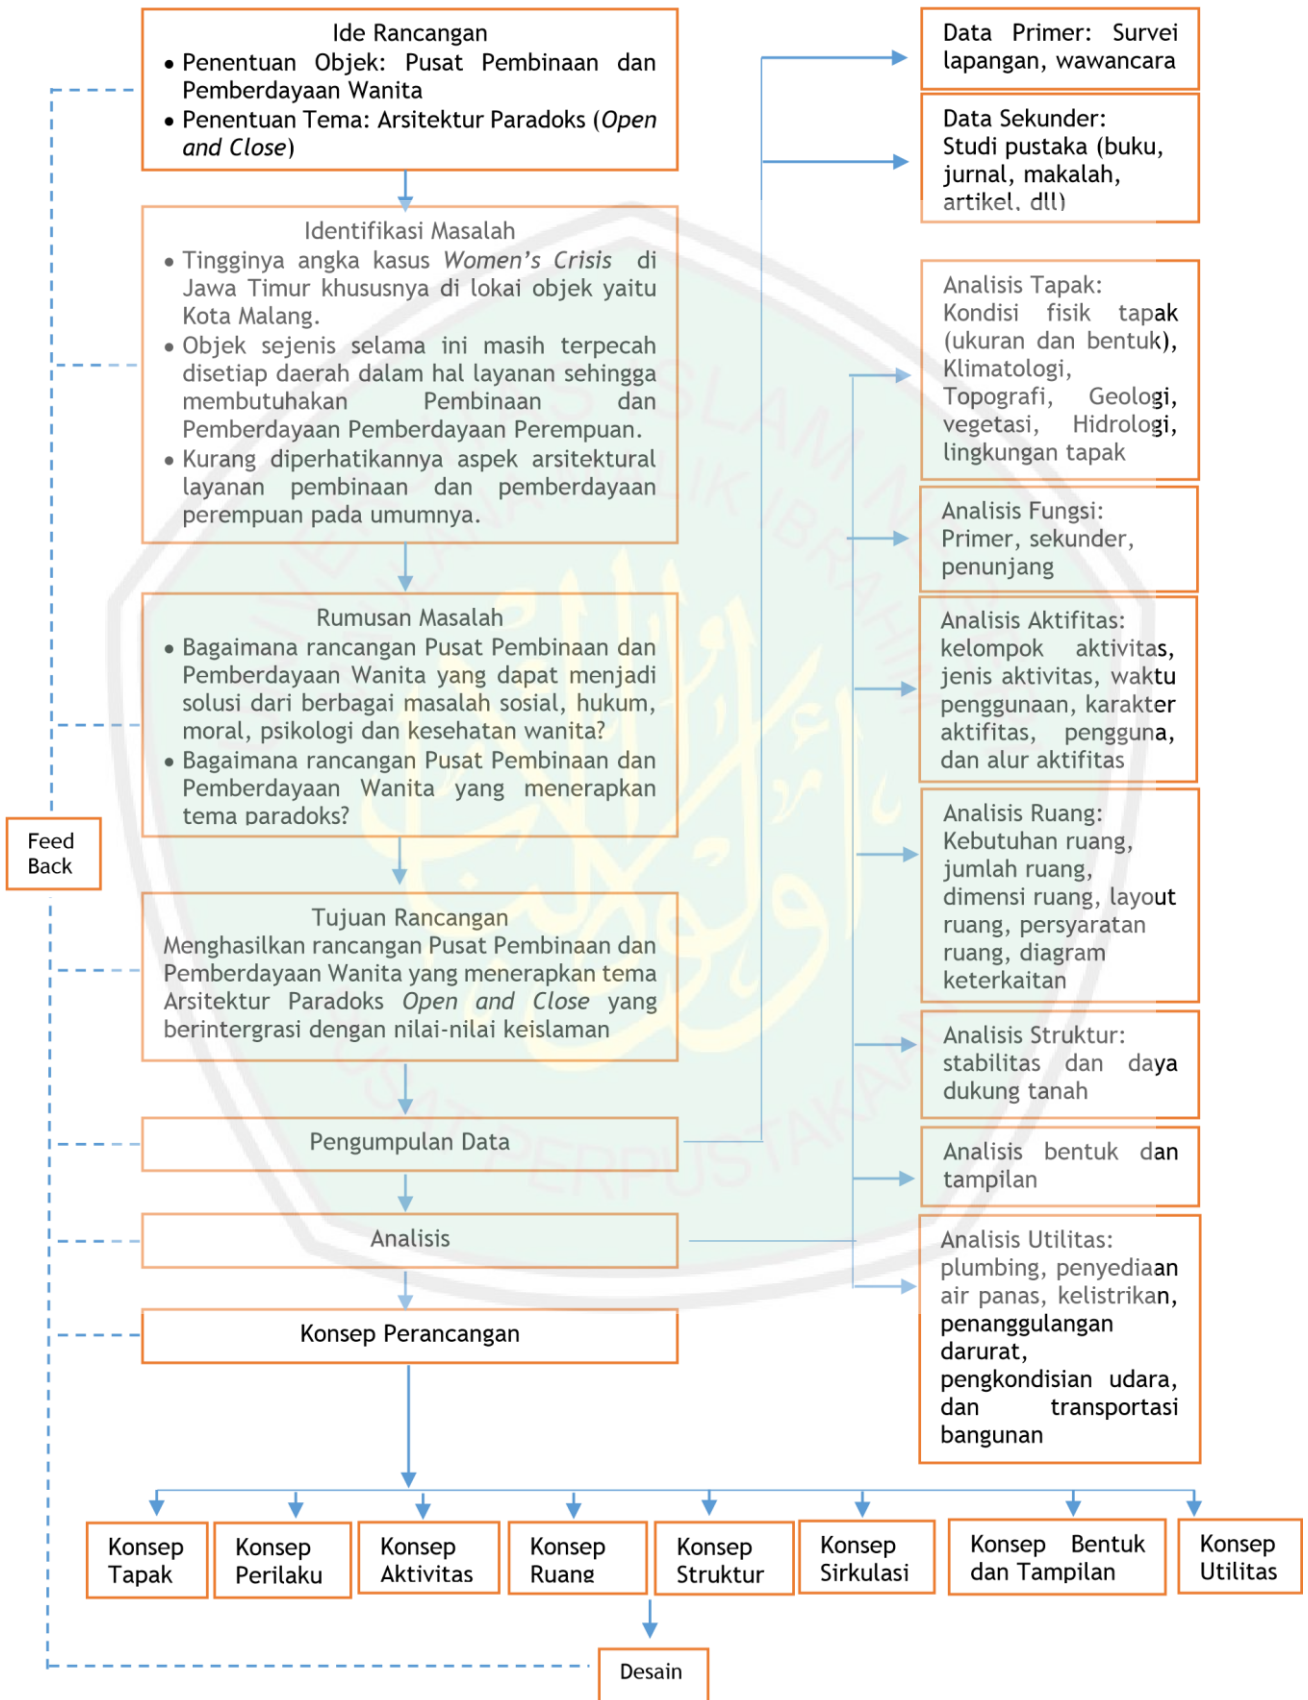 Ide Rancangan
• Penentuan Objek: Pusat Pembinaan dan
Pemberdayaan Wanita
• Penentuan Tema: Arsitektur Paradoks (Open
and Close)
Identifikasi Masalah
• Tingginya angka kasus Women's Crisis di
Jawa Timur khususnya di lokai objek yaitu
Kota Malang.
• Objek sejenis selama ini masih terpecah
disetiap daerah dalam hal layanan sehingga
membutuhakan Pembinaan dan
Pemberdayaan Pemberdayaan Perempuan.
• Kurang diperhatikannya aspek arsitektural
layanan pembinaan dan pemberdayaan
perempuan pada umumnya.
Rumusan Masalah
• Bagaimana rancangan Pusat Pembinaan dan
Pemberdayaan Wanita yang dapat menjadi
solusi dari berbagai masalah sosial, hukum,
moral, psikologi dan kesehatan wanita?
• Bagaimana rancangan Pusat Pembinaan dan
Pemberdayaan Wanita yang menerapkan
tema paradoks?
Feed
Back
Tujuan Rancangan
Menghasilkan rancangan Pusat Pembinaan dan
Pemberdayaan Wanita yang menerapkan tema
Arsitektur Paradoks Open and Close yang
berintergrasi dengan nilai-nilai keislaman
Pengumpulan Data
Analisis
Konsep Perancangan
Data Primer: Survei
lapangan, wawancara
Data Sekunder:
Studi pustaka (buku,
jurnal, makalah,
artikel, dll)
Analisis Tapak:
Kondisi fisik tapak
(ukuran dan bentuk),
Klimatologi,
Topografi, Geologi,
vegetasi, Hidrologi,
lingkungan tapak
Analisis Fungsi:
Primer, sekunder,
penunjang
Analisis Aktifitas:
kelompok aktivitas,
jenis aktivitas, waktu
penggunaan, karakter
aktifitas, pengguna,
dan alur aktifitas
Analisis Ruang:
Kebutuhan ruang,
jumlah ruang,
dimensi ruang, layout
ruang, persyaratan
ruang, diagram
keterkaitan
Analisis Struktur:
stabilitas dan daya
dukung tanah
Analisis bentuk dan
tampilan
Analisis Utilitas:
plumbing, penyediaan
air panas, kelistrikan,
penanggulangan
darurat,
pengkondisian udara,
dan transportasi
bangunan
Konsep
Tapak
Konsep
Perilaku
Konsep
Aktivitas
Konsep
Ruang
Konsep
Struktur
Konsep
Sirkulasi
Konsep Bentuk
dan Tampilan
Konsep
Utilitas
Desain
PUSAT PERPUSTAKAAN